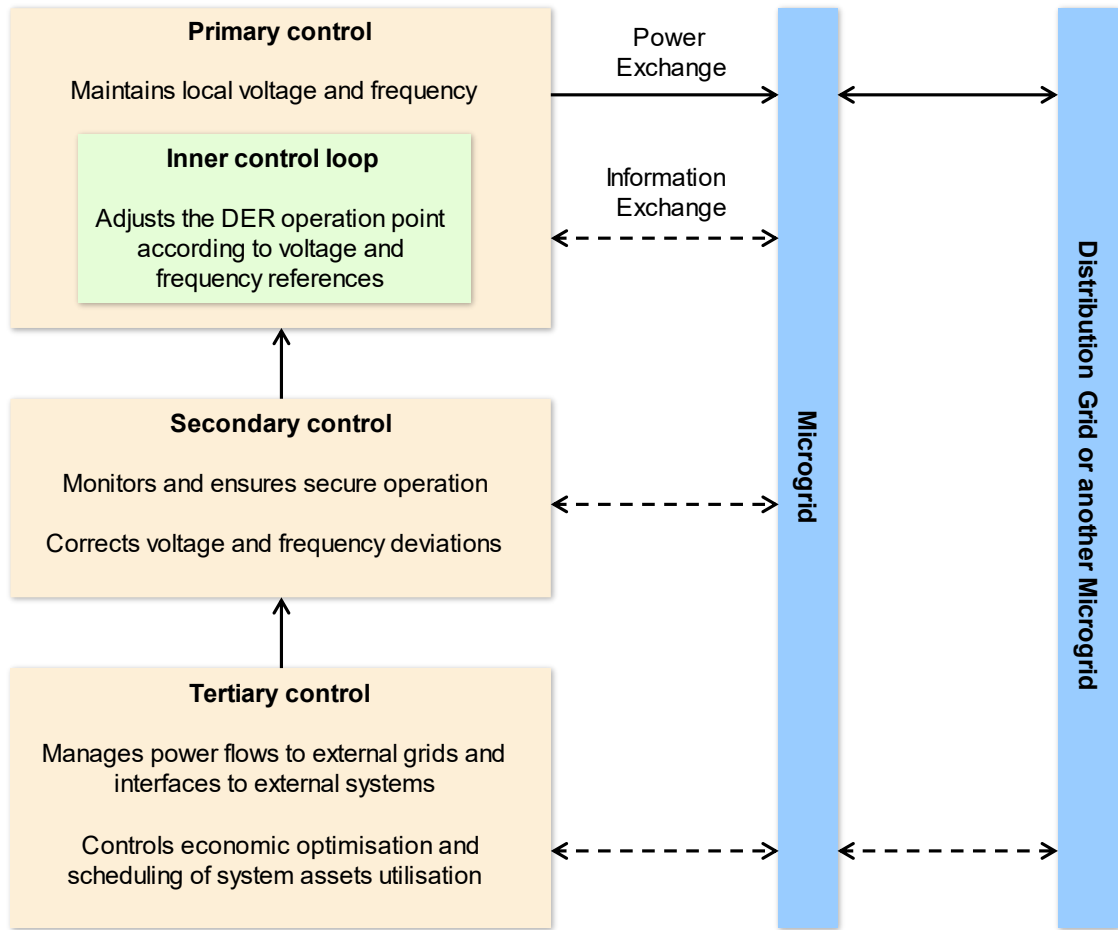 Primary control
Maintains local voltage and frequency
Inner control loop
Adjusts the DER operation point
according to voltage and
frequency references
Power
Exchange
Information
Exchange
Secondary control
Monitors and ensures secure operation
Corrects voltage and frequency deviations
Tertiary control
Manages power flows to external grids and
interfaces to external systems
Controls economic optimisation and
scheduling of system assets utilisation
Microgrid
Distribution Grid or another Microgrid